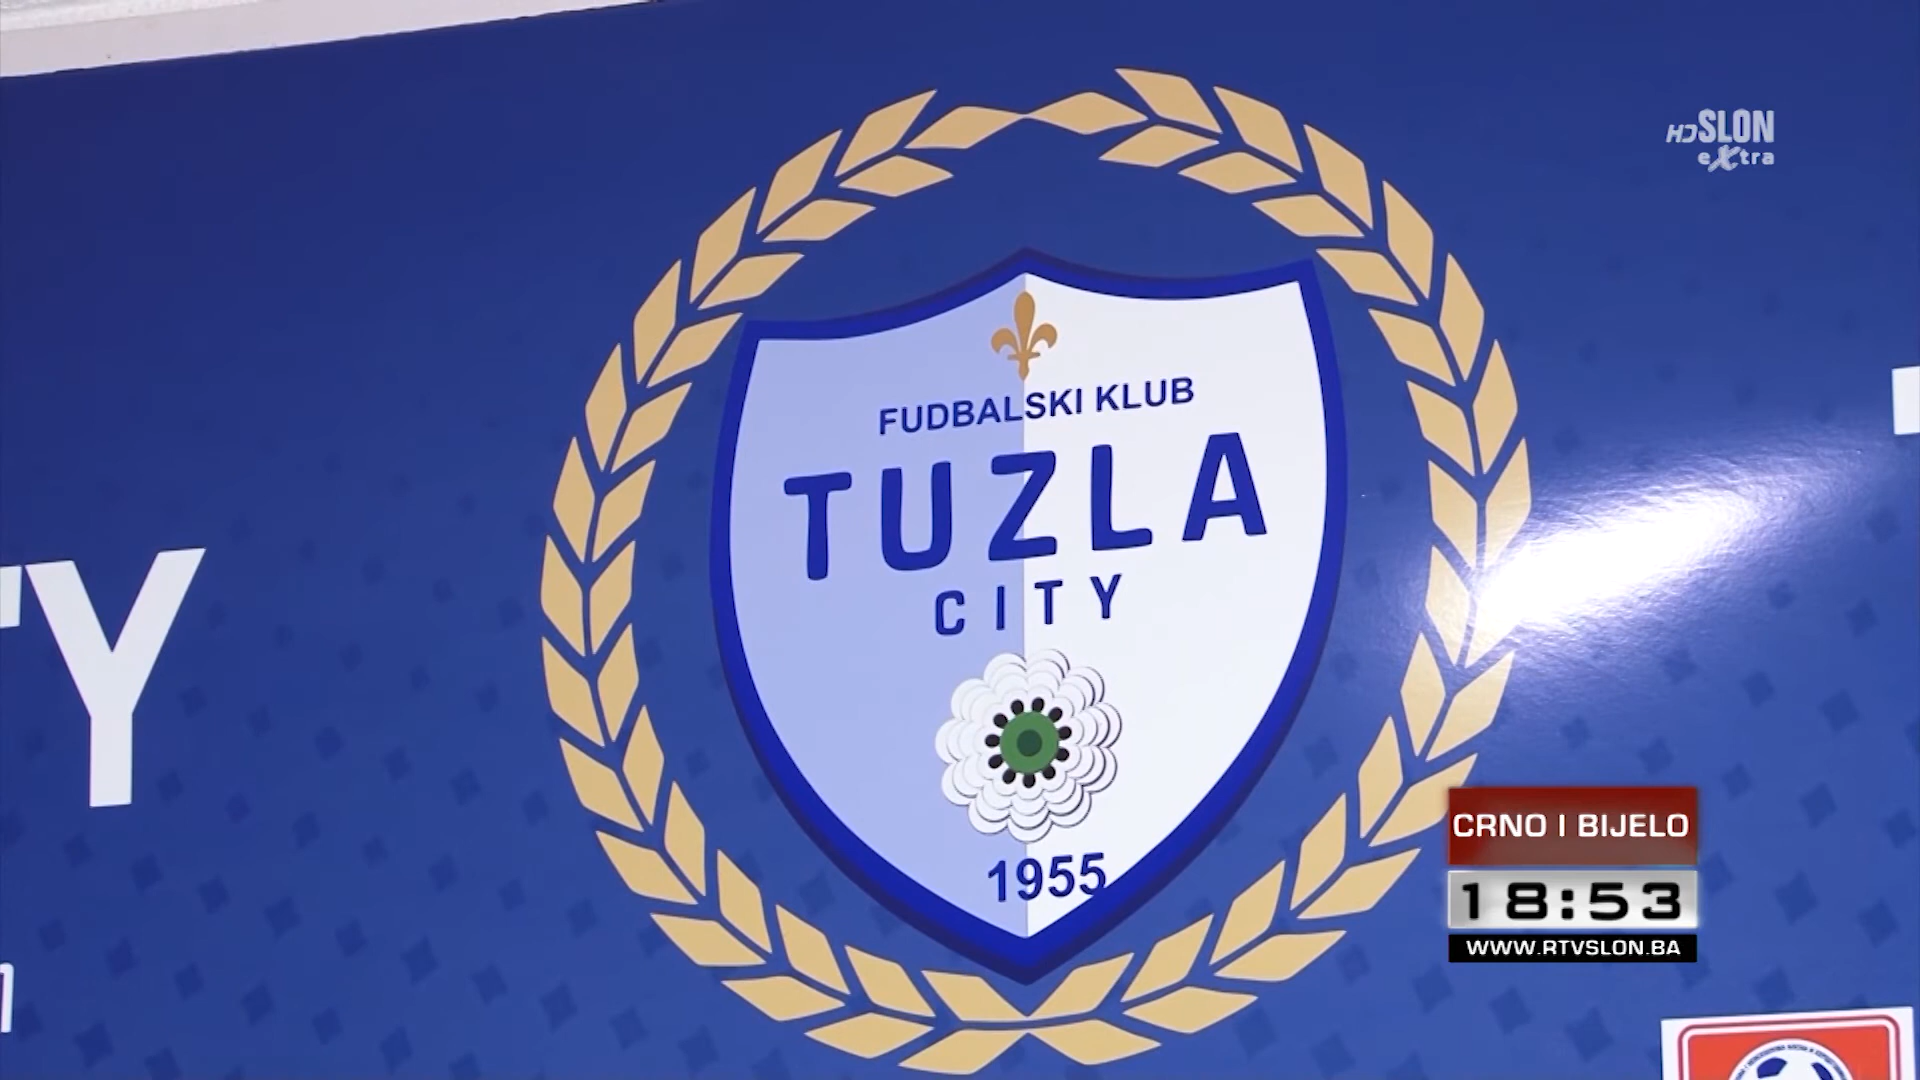 HD SLON
eXtra
FUDBALSKI KLUB
TUZLA
CITY
TY
1955
CRNO I BIJELO
18:53
WWW.RTVSLON.BA